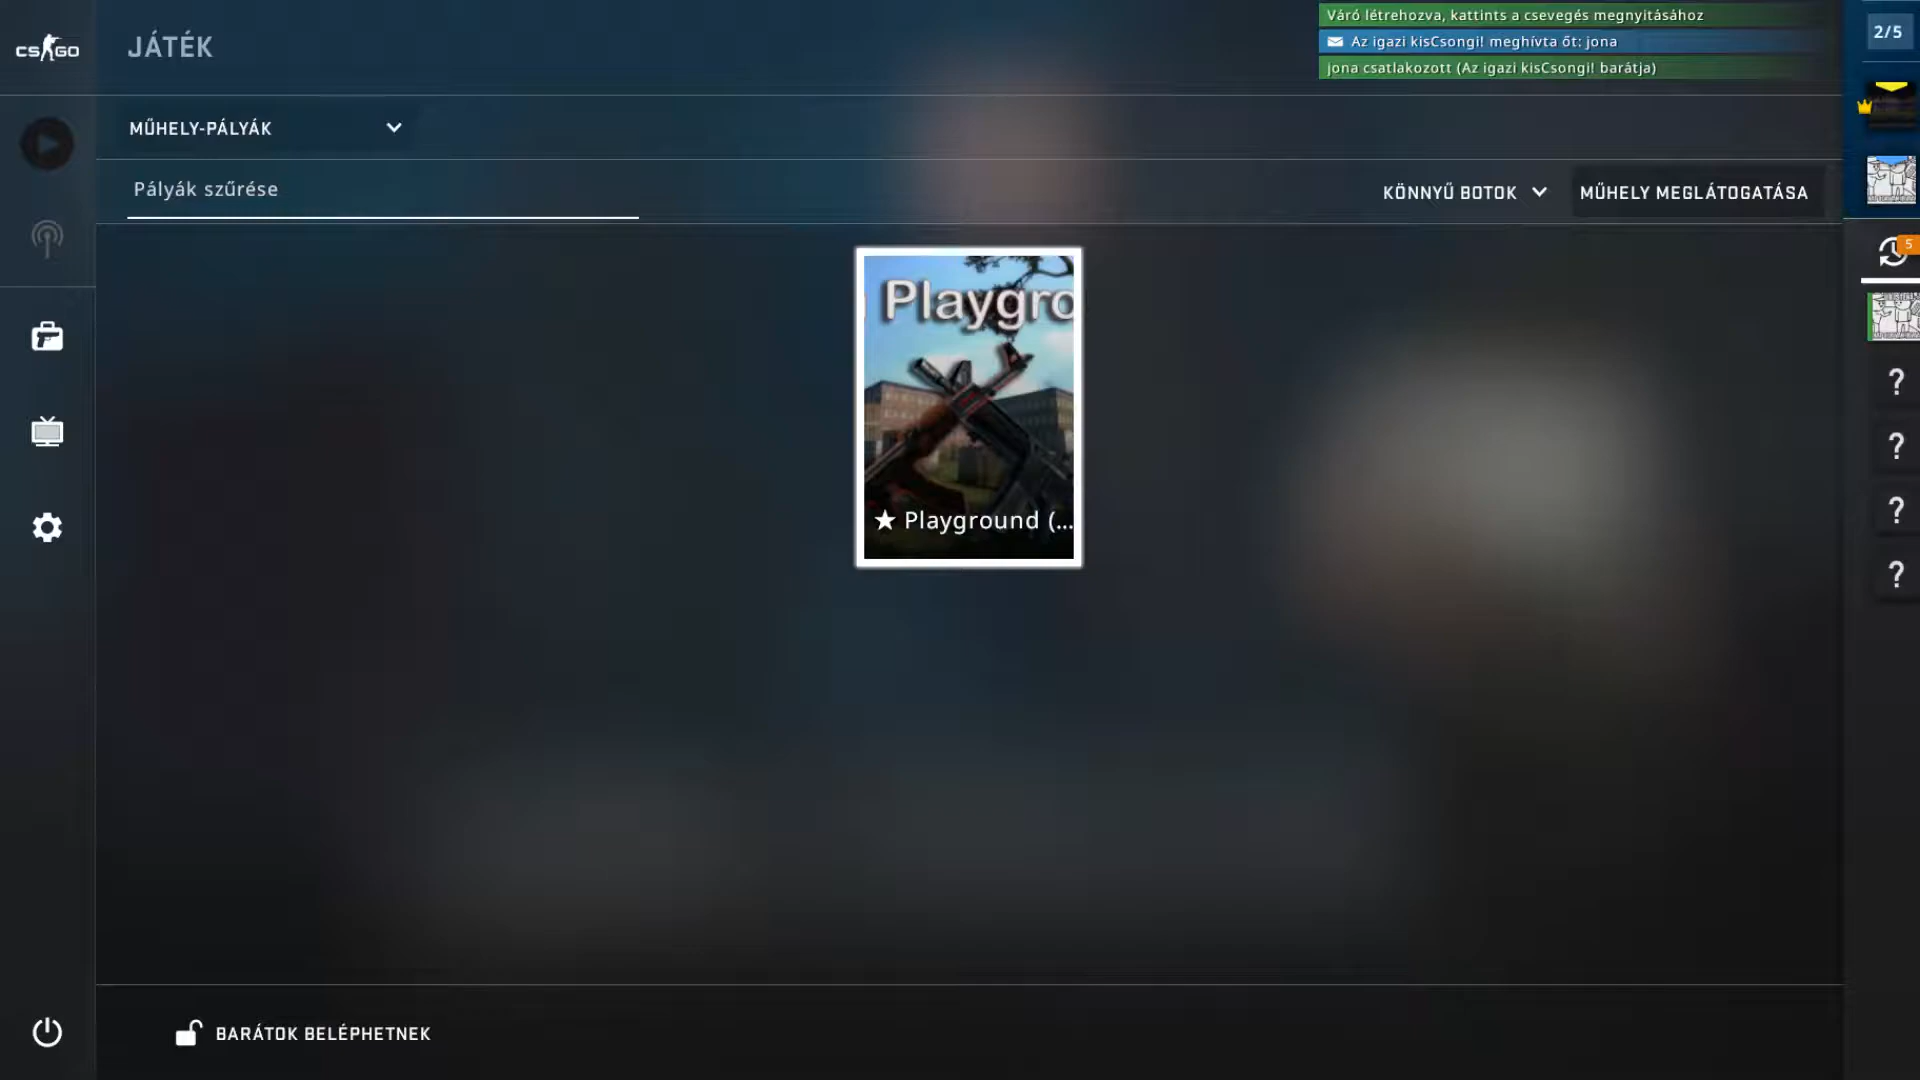 CS GO
JÁTÉK
Váró létrehozva, kattints a csevegés megnyitásához
Az igazi kisCsongi! meghívta őt: jona
jona csatlakozott (Az igazi kisCsongi! barátja)
2/5
MŰHELY-PÁLYÁK
Pályák szűrése
KÖNNYŰ BOTOK
MŰHELY MEGLÁTOGATÁSA
5
Playgro
★ Playground (...
?
?
?
?
BARÁTOK BELÉPHETNEK